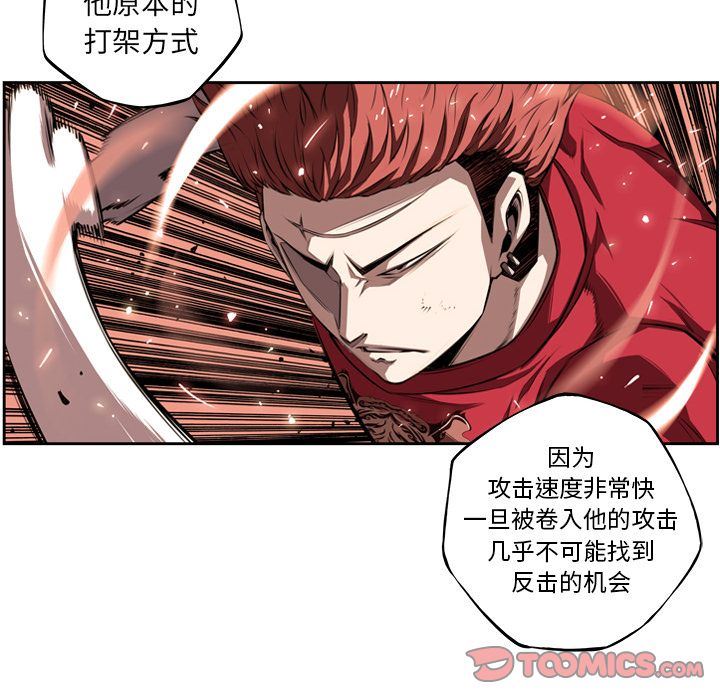 他原本的
打架方式
因为
攻击速度非常快
一旦被卷入他的攻击
几乎不可能找到
反击的机会
TOOMICS.COM